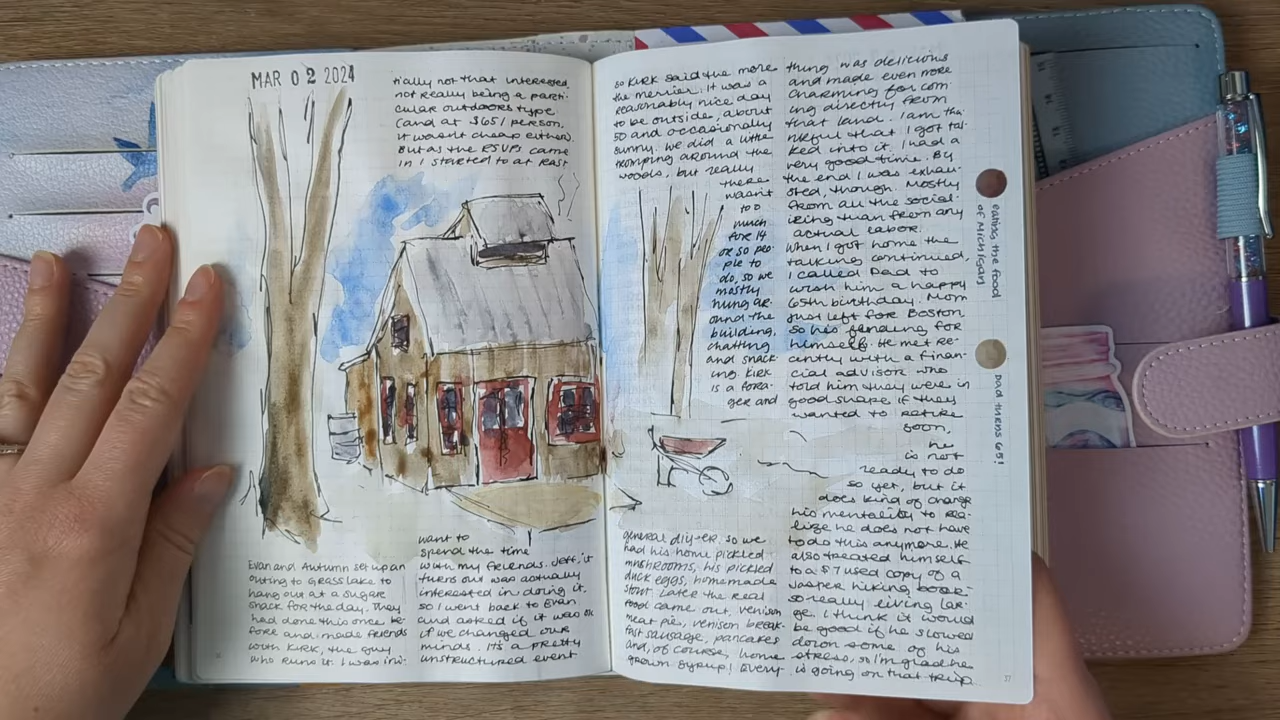 MAR 02 2024
Evan and Autumn set up an
outing to Grass Lake to
hang out at a sugar
shack for the day. They
had done this once be-
fore and made friends
with Kirk, the guy
who runs it. I was ini-
tially not that interested,
not really being a parti-
cular outdoors type
(and at $65/person,
it wasn't cheap either).
But as the RSVPs came
in I started to at least
want to
spend the time
with my friends. Jeff, it
turns out was actually
interested in doing it.
So I went back to Evan
and asked if it was ok
if we changed our
minds. It's a pretty
unstructured event
so Kirk said the more
the merrier. It was a
reasonably nice day
to be outside, about
50 and occasionally
sunny. We did a little
tromping around the
woods, but really
there
wasn't
too
much
for 14
or so peo-
ple to
do, so we
mostly
hung ar-
ound the
building,
chatting
and snack-
ing. Kirk
is a fora-
ger and
general diy-er so we
had his home pickled
mushrooms, his pickled
duck eggs, homemade
stout. Later the real
food came out, venison
meat pie, venison break-
fast sausage, pancakes
and, of course, home
grown syrup! Every
thing was delicious
and made even more
charming for com
ing directly from
that land. I am tha-
nkful that I got tal-
ked into it. I had a
very good time. By
the end I was exhau-
sted, though. Mostly
from all the social-
izing than from any
actual labor.
When I got home the
talking continued,
I called Dad to
wish him a happy
65th birthday. Mom
just left for Boston
so his fending for
himself. He met re-
cently with a finan-
cial advisor who
told him they were in
good shape if they
wanted to retire
soon,
he
is not
ready to do
so yet, but it
does kind of change
his mentality to rea-
lize he does not have
to do this anymore. He
also treated himself
to a $7 used copy of a
Jasper hiking book-
so really living lar-
ge. I think it would
be good if he slowed
down some of his
stress, so I'm glad he
is going on that trip.
eating the food
of Michigan
Dad turns 65!
37